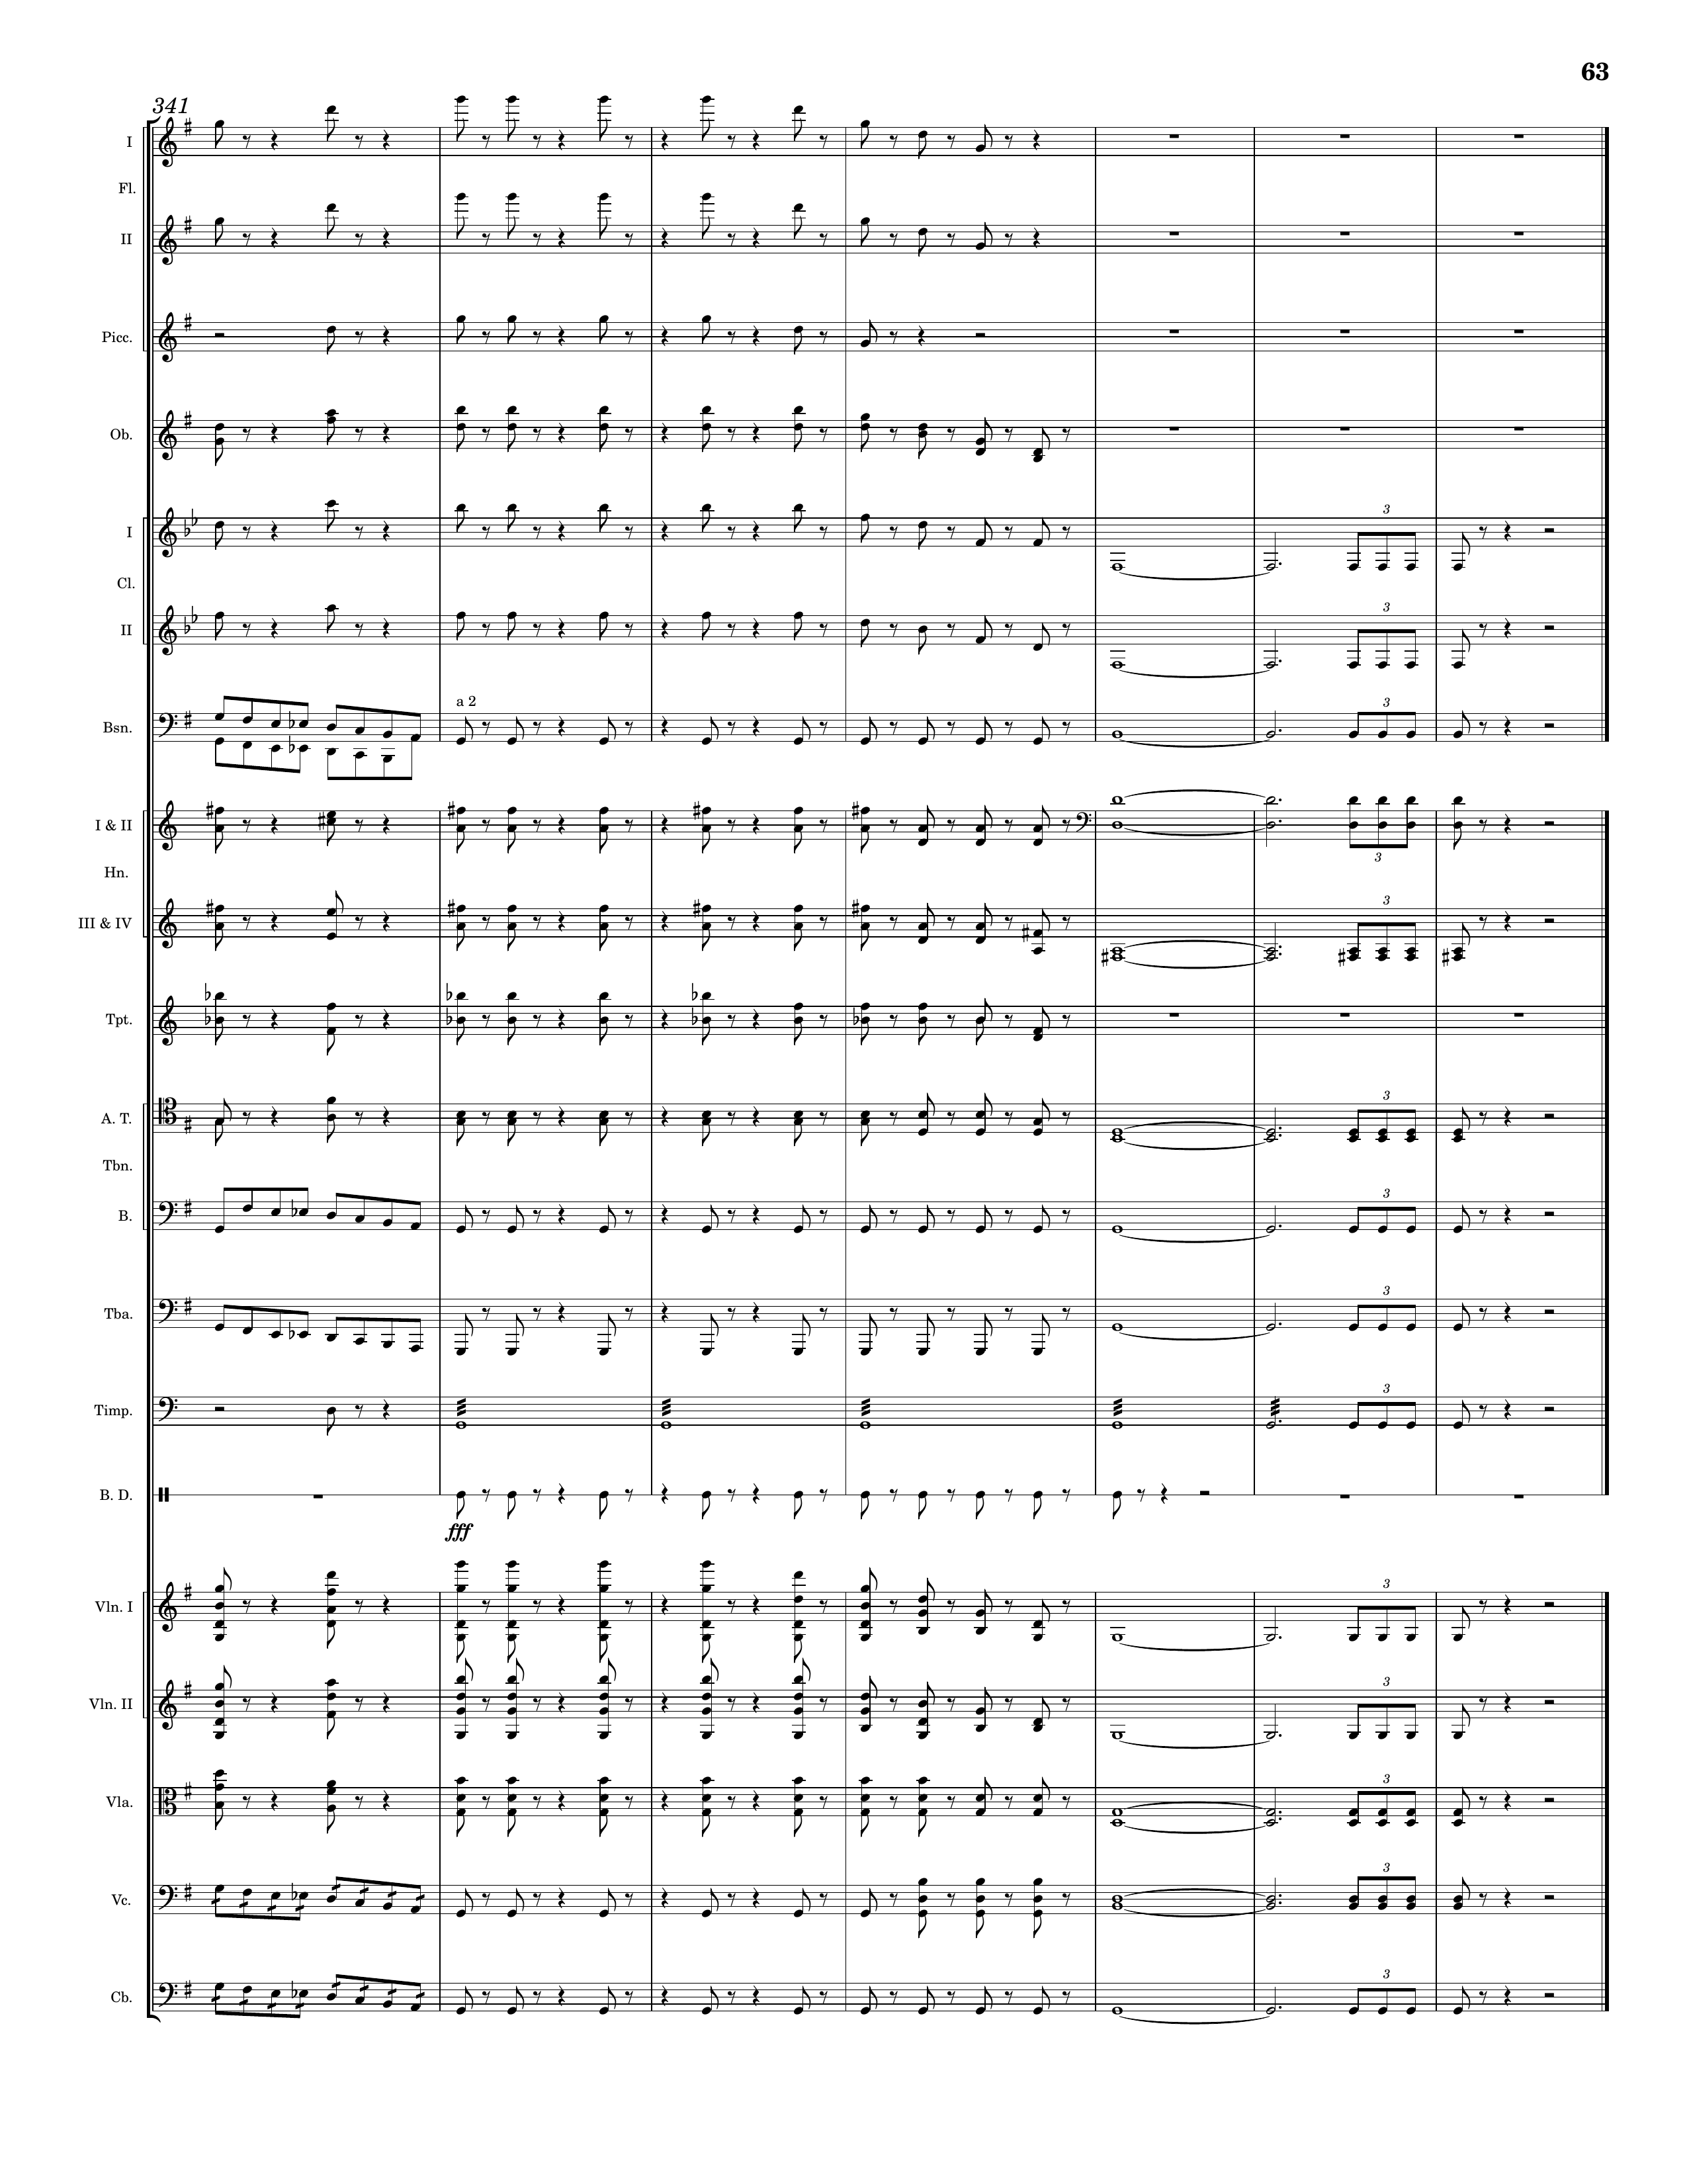 63
341
I
Fl.
II
Picc.
Ob.
I
3
Cl.
II
3
a 2
Bsn.
3
I & II
3
Hn.
III & IV
3
Tpt.
A. T.
3
Tbn.
B.
3
Tba.
3
Timp.
3
B. D.
fff
Vln. I
3
Vln. II
3
Vla.
3
Vc.
3
Cb.
3